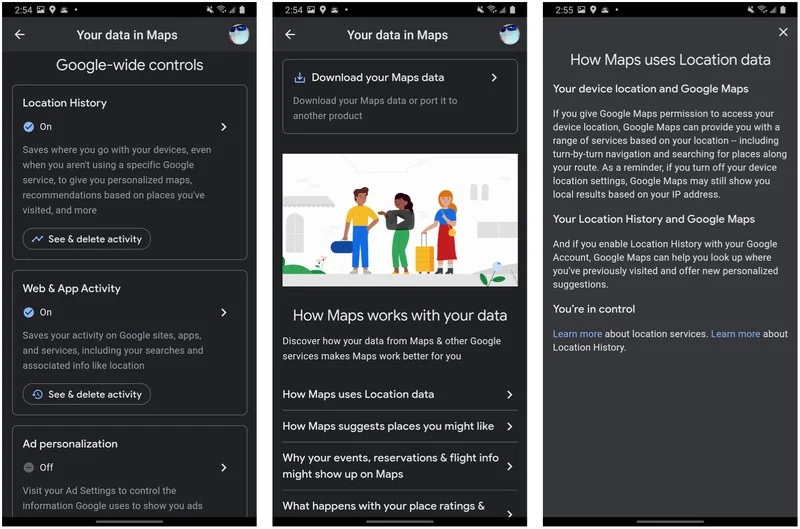 2:54
Your data in Maps
Google-wide controls
Location History
On
Saves where you go with your devices, even
when you aren't using a specific Google
service, to give you personalized maps,
recommendations based on places you've
visited, and more
See & delete activity
Web & App Activity
On
Saves your activity on Google sites, apps,
and services, including your searches and
associated info like location
See & delete activity
Ad personalization
Off
Visit your Ad Settings to control the
information Google uses to show you ads
2:54
Your data in Maps
Download your Maps data
Download your Maps data or port it to
another product
How Maps works with your data
Discover how your data from Maps & other Google
services makes Maps work better for you
How Maps uses Location data
How Maps suggests places you might like
Why your events, reservations & flight info
might show up on Maps
What happens with your place ratings &
2:55
How Maps uses Location data
Your device location and Google Maps
If you give Google Maps permission to access your
device location, Google Maps can provide you with a
range of services based on your location -- including
turn-by-turn navigation and searching for places along
your route. As a reminder, if you turn off your device
location settings, Google Maps may still show you
local results based on your IP address.
Your Location History and Google Maps
And if you enable Location History with your Google
Account, Google Maps can help you look up where
you've previously visited and offer new personalized
suggestions.
You're in control
Learn more about location services. Learn more about
Location History.